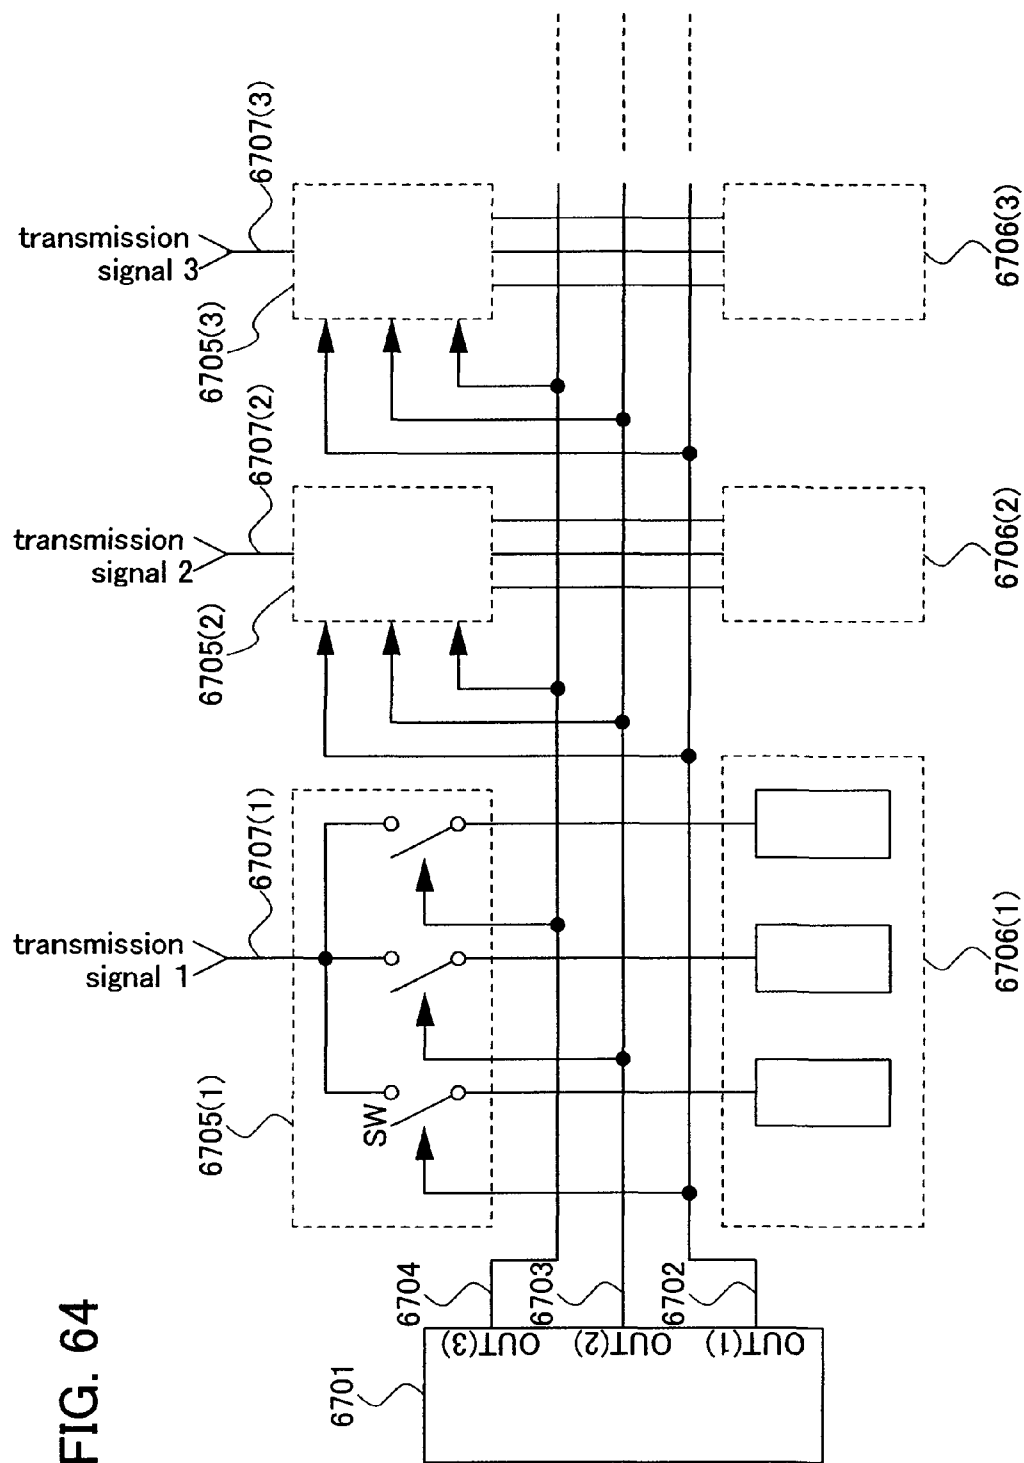 FIG. 64
transmission
signal 1
6707(1)
transmission
signal 2
6707(2)
transmission
signal 3
6707(3)
6705(1)
6705(2)
6705(3)
SW
6701
OUT(3)
OUT(2)
OUT(1)
6704
6703
6702
6706(1)
6706(2)
6706(3)